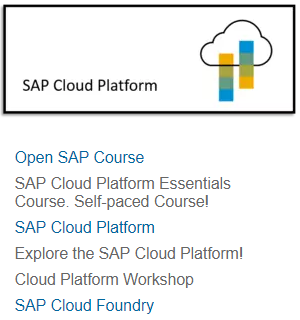 SAP Cloud Platform
Open SAP Course
SAP Cloud Platform Essentials
Course. Self-paced Course!
SAP Cloud Platform
Explore the SAP Cloud Platform!
Cloud Platform Workshop
SAP Cloud Foundry